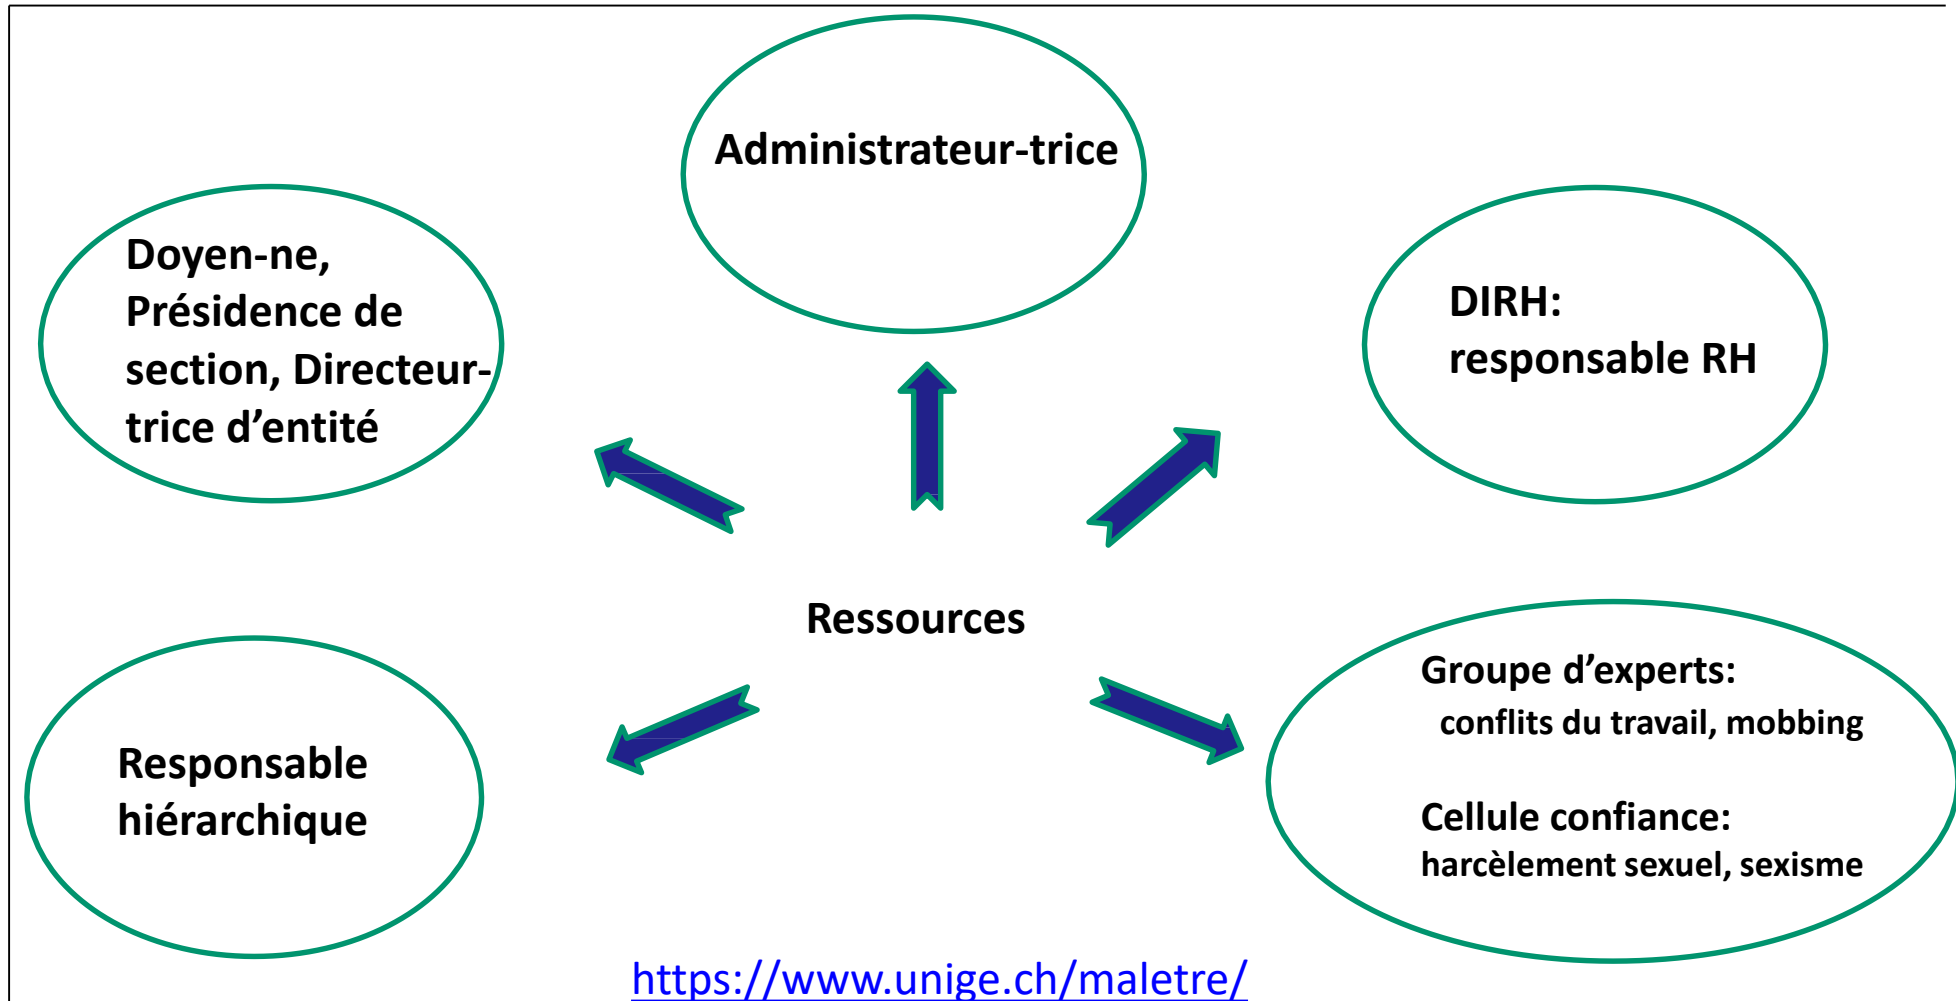 Administrateur-trice
Doyen-ne,
Présidence de
section, Directeur-
trice d’entité
DIRH:
responsable RH
Ressources
Responsable
hiérarchique
Groupe d’experts:
conflits du travail, mobbing
Cellule confiance:
harcèlement sexuel, sexisme
https://www.unige.ch/maletre/